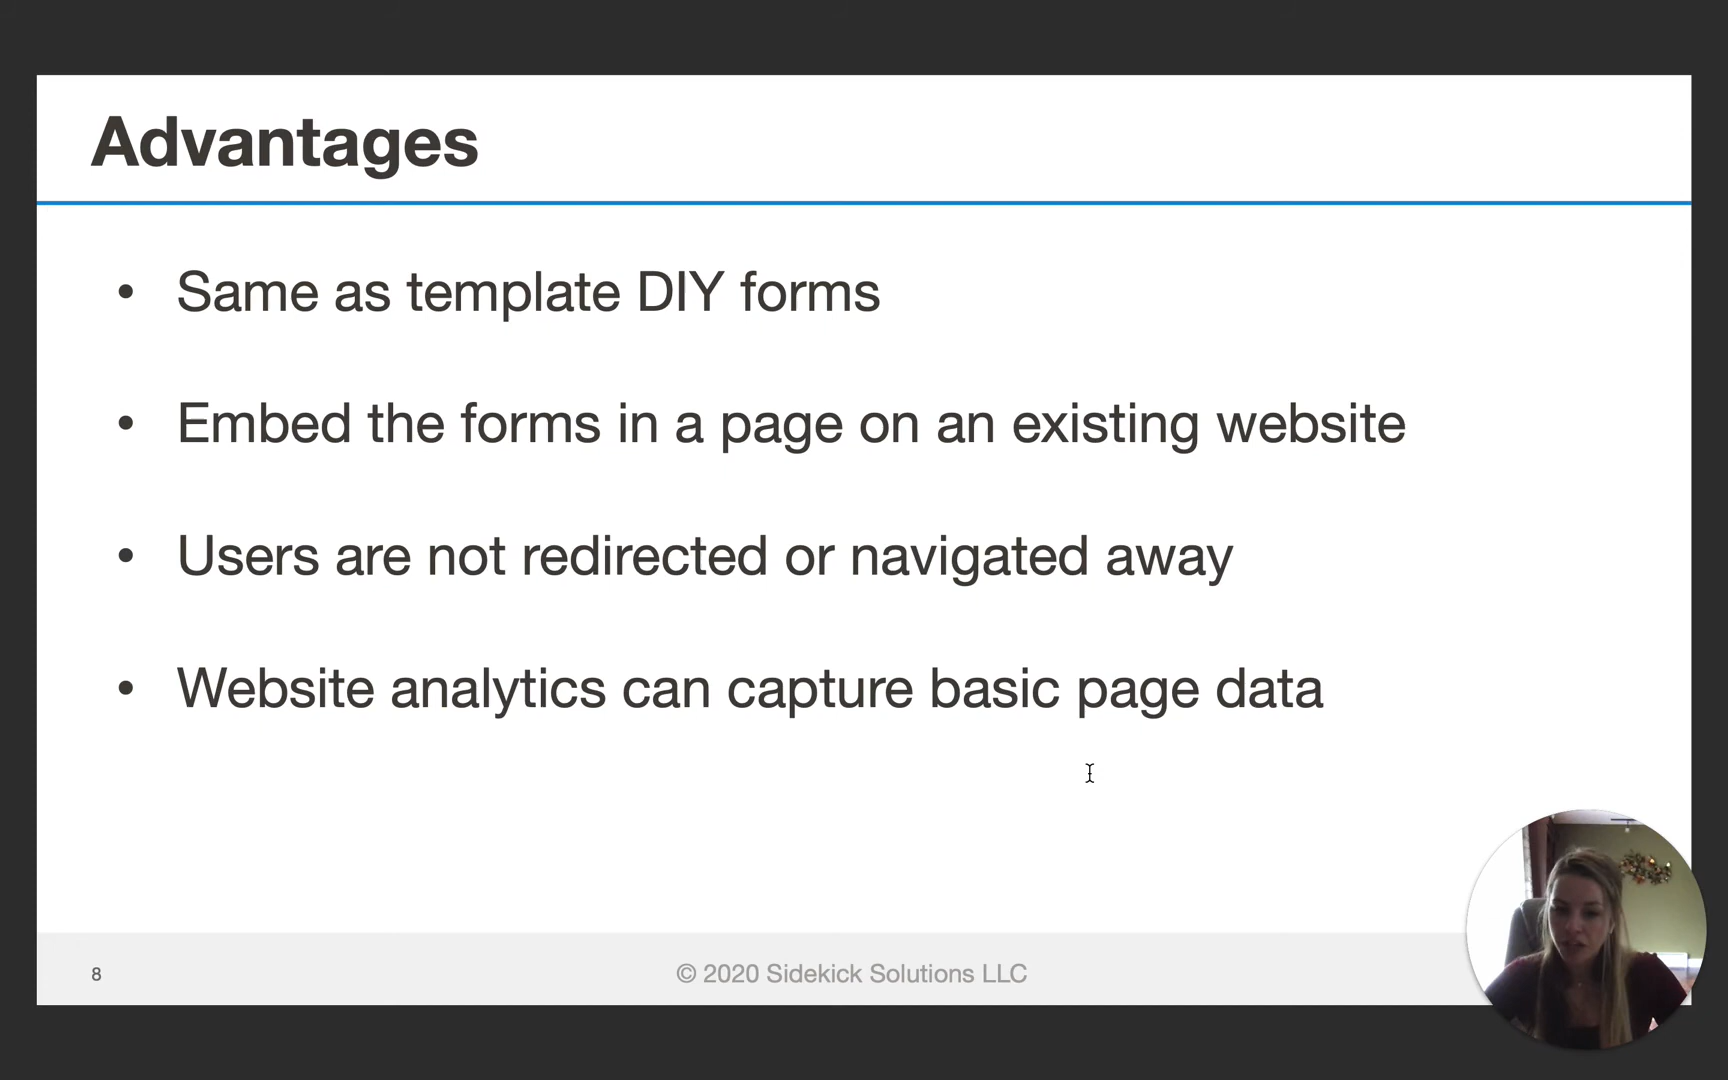 Advantages
• Same as template DIY forms
• Embed the forms in a page on an existing website
• Users are not redirected or navigated away
• Website analytics can capture basic page data
8
© 2020 Sidekick Solutions LLC